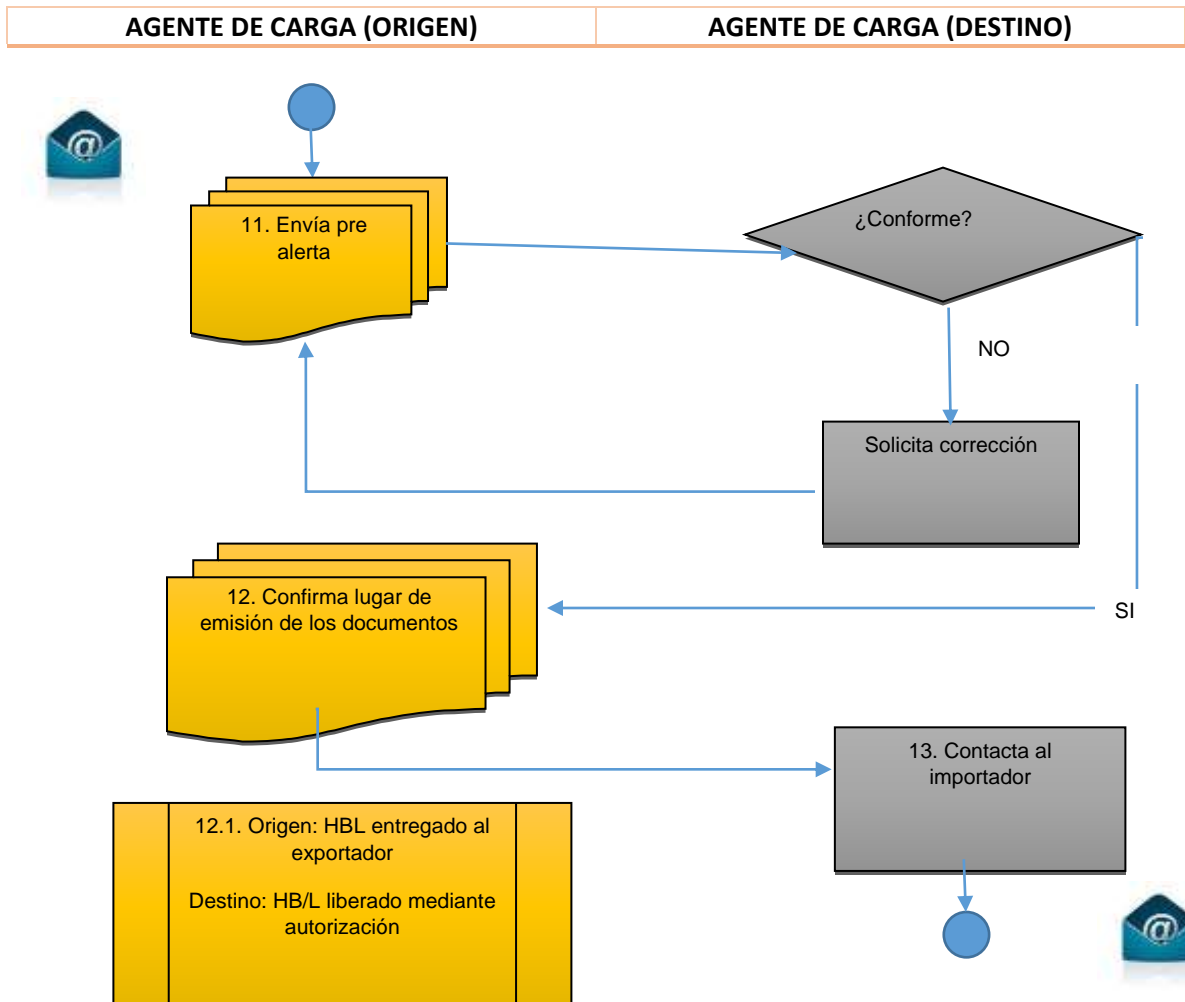 AGENTE DE CARGA (ORIGEN)
AGENTE DE CARGA (DESTINO)
11. Envía pre
alerta
¿Conforme?
NO
Solicita corrección
12. Confirma lugar de
emisión de los documentos
SI
13. Contacta al
importador
12.1. Origen: HBL entregado al
exportador
Destino: HB/L liberado mediante
autorización
@
@